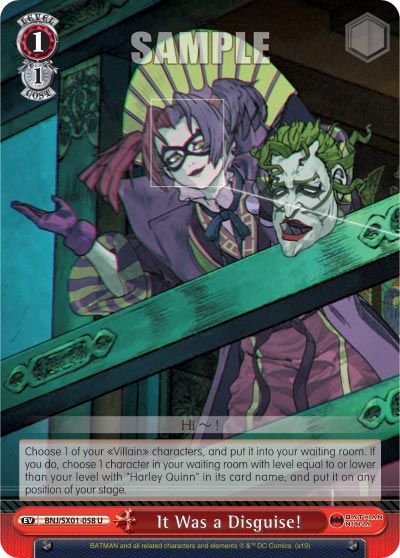 LEVEL
1
1
COST
SAMPLE
Hi ～ !
Choose 1 of your «Villain» characters, and put it into your waiting room. If
you do, choose 1 character in your waiting room with level equal to or lower
than your level with "Harley Quinn" in its card name, and put it on any
position of your stage.
EV BNJ/SX01-058 U It Was a Disguise! BATMAN
NINJA
BATMAN and all related characters and elements © &™ DC Comics. (s19)